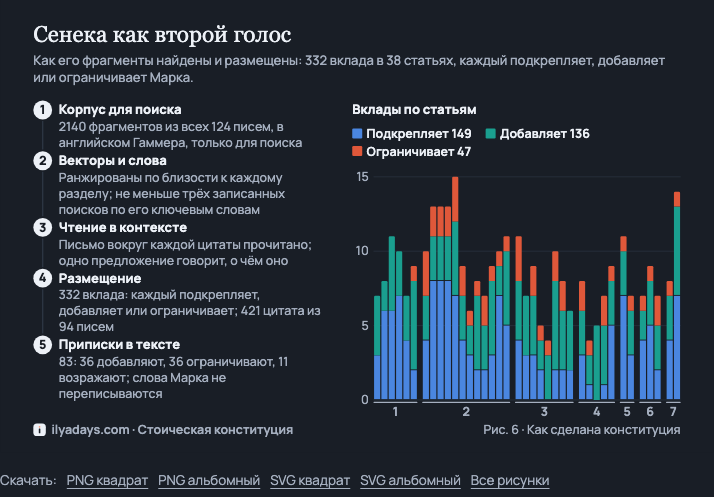 Сенека как второй голос
Как его фрагменты найдены и размещены: 332 вклада в 38 статьях, каждый подкрепляет, добавляет
или ограничивает Марка.
1 Корпус для поиска
2140 фрагментов из всех 124 писем, в
английском Гаммера, только для поиска
2 Векторы и слова
Ранжированы по близости к каждому
разделу; не меньше трёх записанных
поисков по его ключевым словам
3 Чтение в контексте
Письмо вокруг каждой цитаты прочитано;
одно предложение говорит, о чём оно
4 Размещение
332 вклада: каждый подкрепляет,
добавляет или ограничивает; 421 цитата из
94 писем
5 Приписки в тексте
83: 36 добавляют, 36 ограничивают, 11
возражают; слова Марка не
переписываются
Вклады по статьям
Подкрепляет 149 Добавляет 136
Ограничивает 47
15
10
5
0
1 2 3 4 5 6 7
ilyadays.com · Стоическая конституция
Рис. 6 · Как сделана конституция
Скачать: PNG квадрат PNG альбомный SVG квадрат SVG альбомный Все рисунки